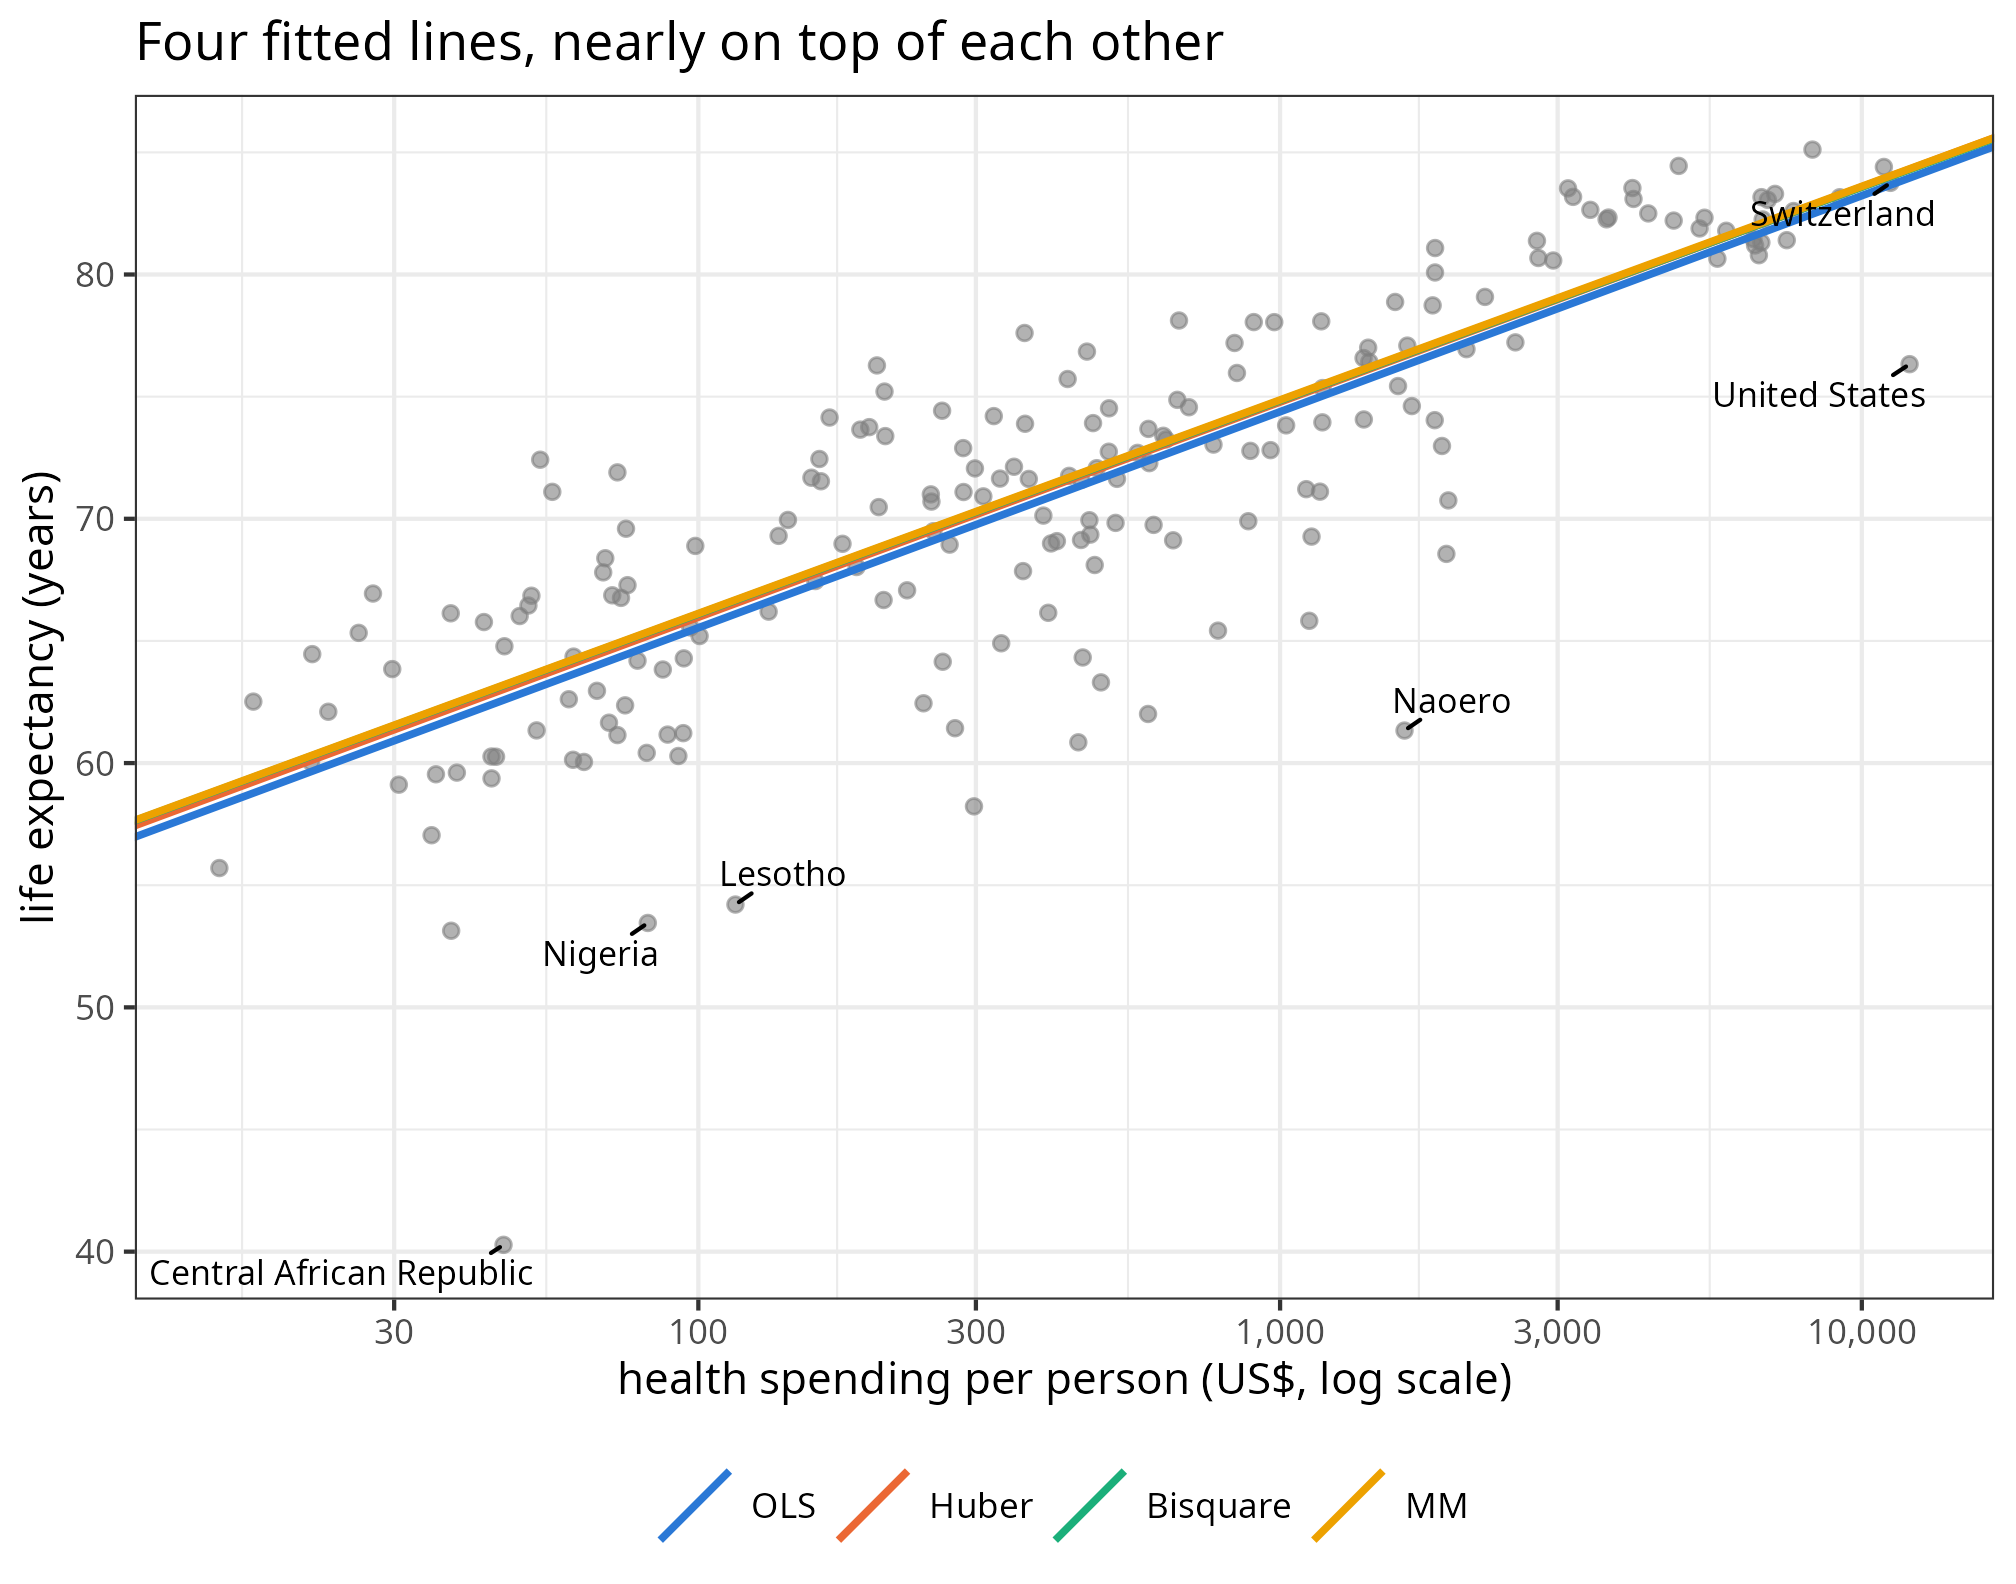 Four fitted lines, nearly on top of each other
life expectancy (years)
80
70
60
50
40
Switzerland
United States
Naoero
Lesotho
Nigeria
Central African Republic
30 100 300 1,000 3,000 10,000
health spending per person (US$, log scale)
OLS Huber Bisquare MM